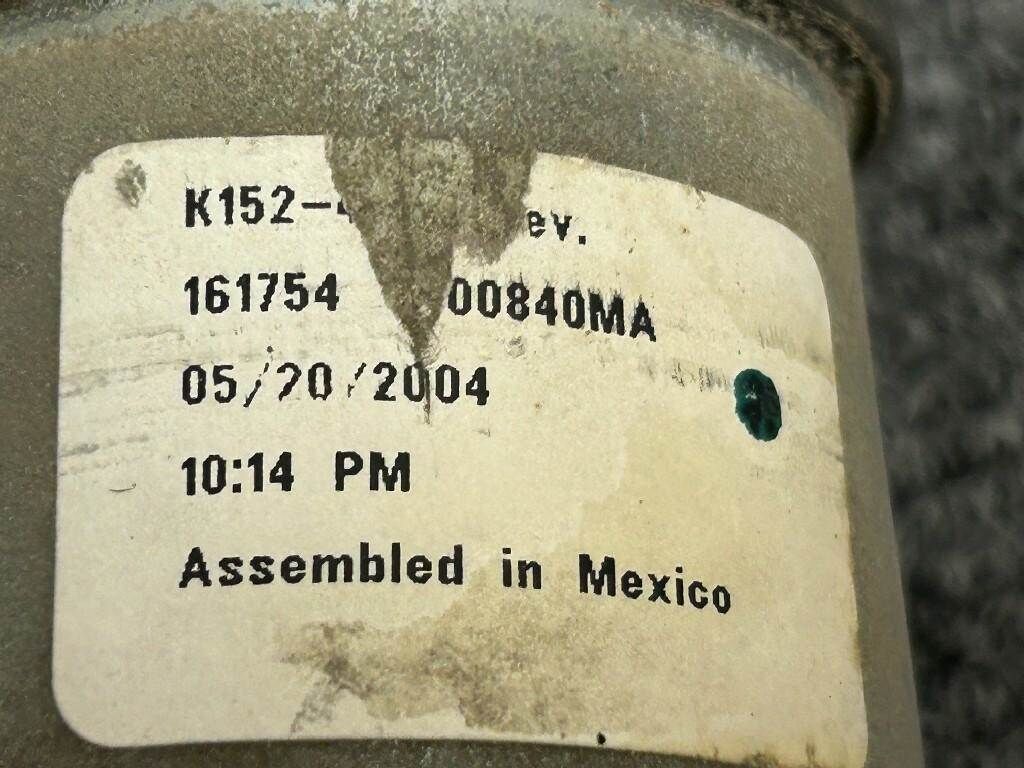 K152-
161754 00840MA
05/20/2004
10:14 PM
Assembled in Mexico